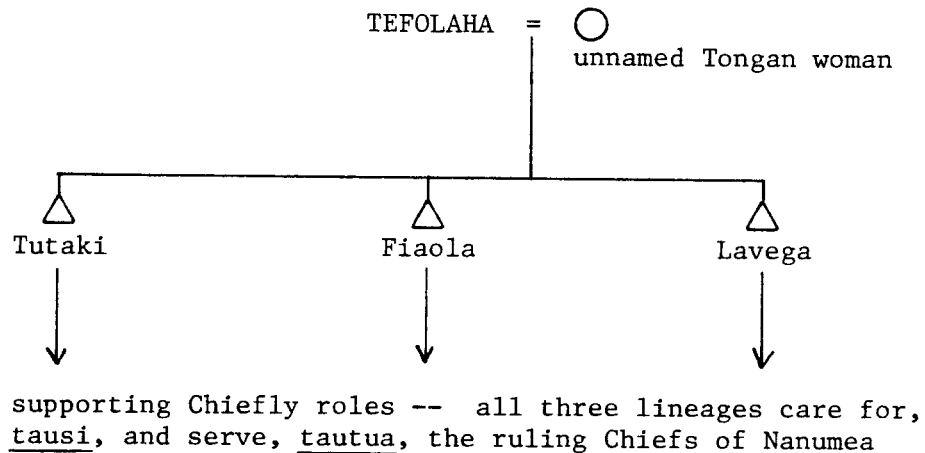 TEFOLAHA =
unnamed Tongan woman
Tutaki Fiaola Lavega
supporting Chiefly roles -- all three lineages care for,
tausi, and serve, tautua, the ruling Chiefs of Nanumea